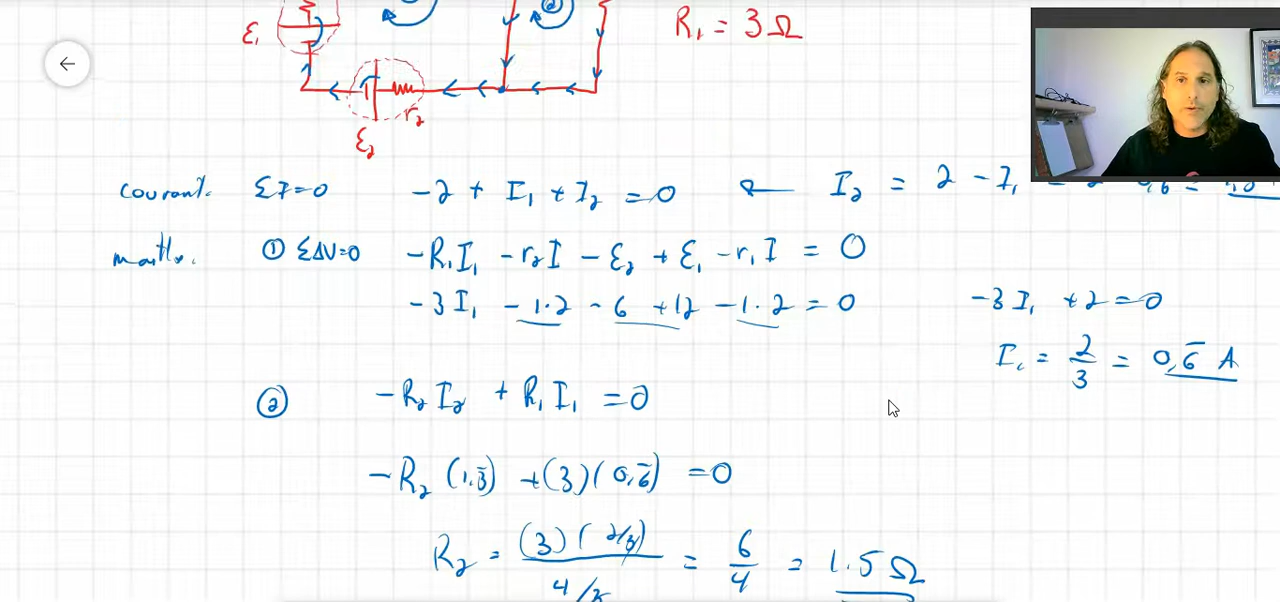 ε₁
②
R₁ = 3 Ω
r₂
ε₂
courant. ΣI=0 -2 + I₁ + I₂ = 0 ← I₂ = 2 - I₁
① ΣΔV=0 -R₁I₁ - r₂I - ε₂ + ε₁ - r₁I = 0
-3 I₁ - 1·2 - 6 + 12 - 1·2 = 0
-3 I₁ + 2 = 0
I₁ = 2/3 = 0,6̄ A
② -R₂ I₂ + R₁ I₁ = 0
-R₂ (1,3̄) + (3)(0,6̄) = 0
R₂ = (3)(2/3) / 4/3 = 6/4 = 1.5 Ω